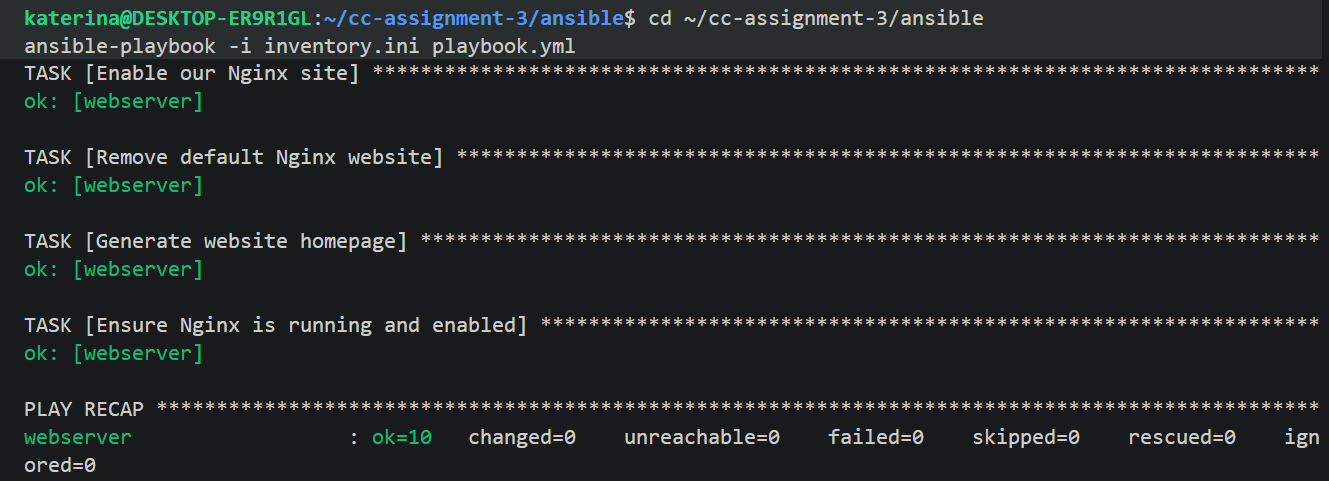 katerina@DESKTOP-ER9R1GL:~/cc-assignment-3/ansible$ cd ~/cc-assignment-3/ansible
ansible-playbook -i inventory.ini playbook.yml
TASK [Enable our Nginx site] *******************************************************************************
ok: [webserver]
TASK [Remove default Nginx website] ************************************************************************
ok: [webserver]
TASK [Generate website homepage] ***************************************************************************
ok: [webserver]
TASK [Ensure Nginx is running and enabled] *****************************************************************
ok: [webserver]
PLAY RECAP *************************************************************************************************
webserver                  : ok=10   changed=0    unreachable=0    failed=0    skipped=0    rescued=0    ign
ored=0